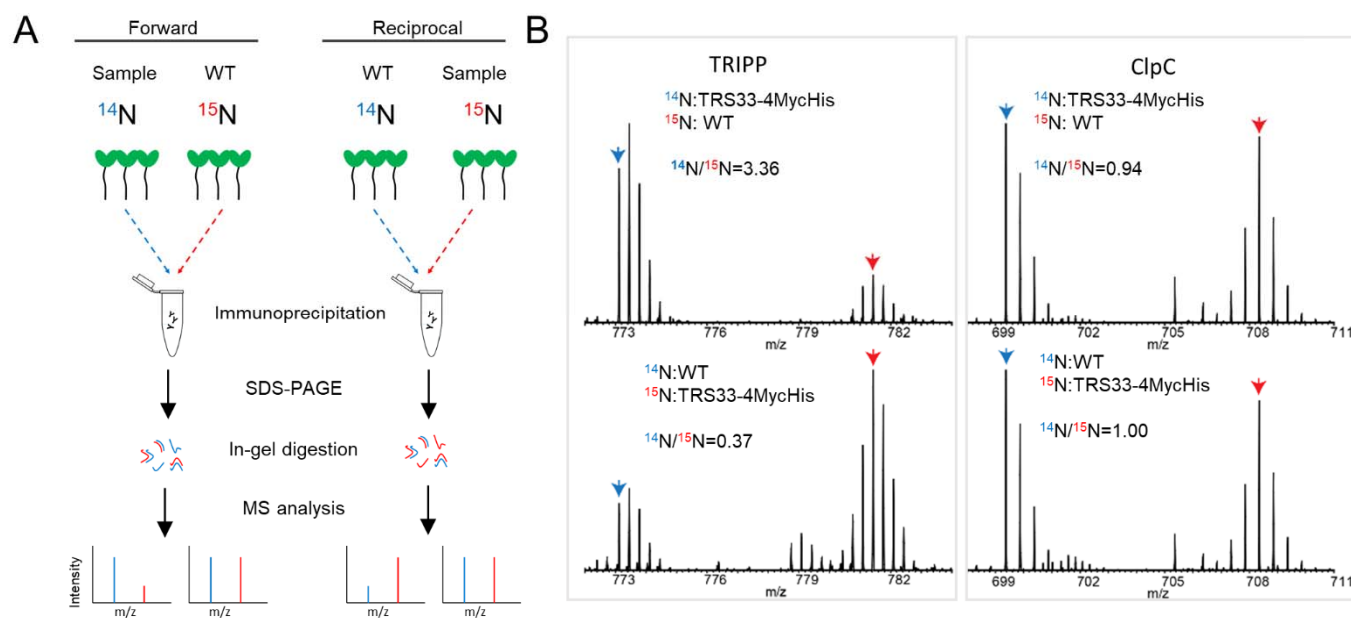 A
Forward
Reciprocal
Sample
WT
WT
Sample
¹⁴N
¹⁵N
¹⁴N
¹⁵N
Immunoprecipitation
SDS-PAGE
In-gel digestion
MS analysis
Intensity
m/z
m/z
m/z
m/z
B
TRIPP
¹⁴N:TRS33-4MycHis
¹⁵N: WT
¹⁴N/¹⁵N=3.36
773 776 779 782
m/z
¹⁴N:WT
¹⁵N:TRS33-4MycHis
¹⁴N/¹⁵N=0.37
773 776 779 782
m/z
ClpC
¹⁴N:TRS33-4MycHis
¹⁵N: WT
¹⁴N/¹⁵N=0.94
699 702 705 708 711
m/z
¹⁴N:WT
¹⁵N:TRS33-4MycHis
¹⁴N/¹⁵N=1.00
699 702 705 708 711
m/z